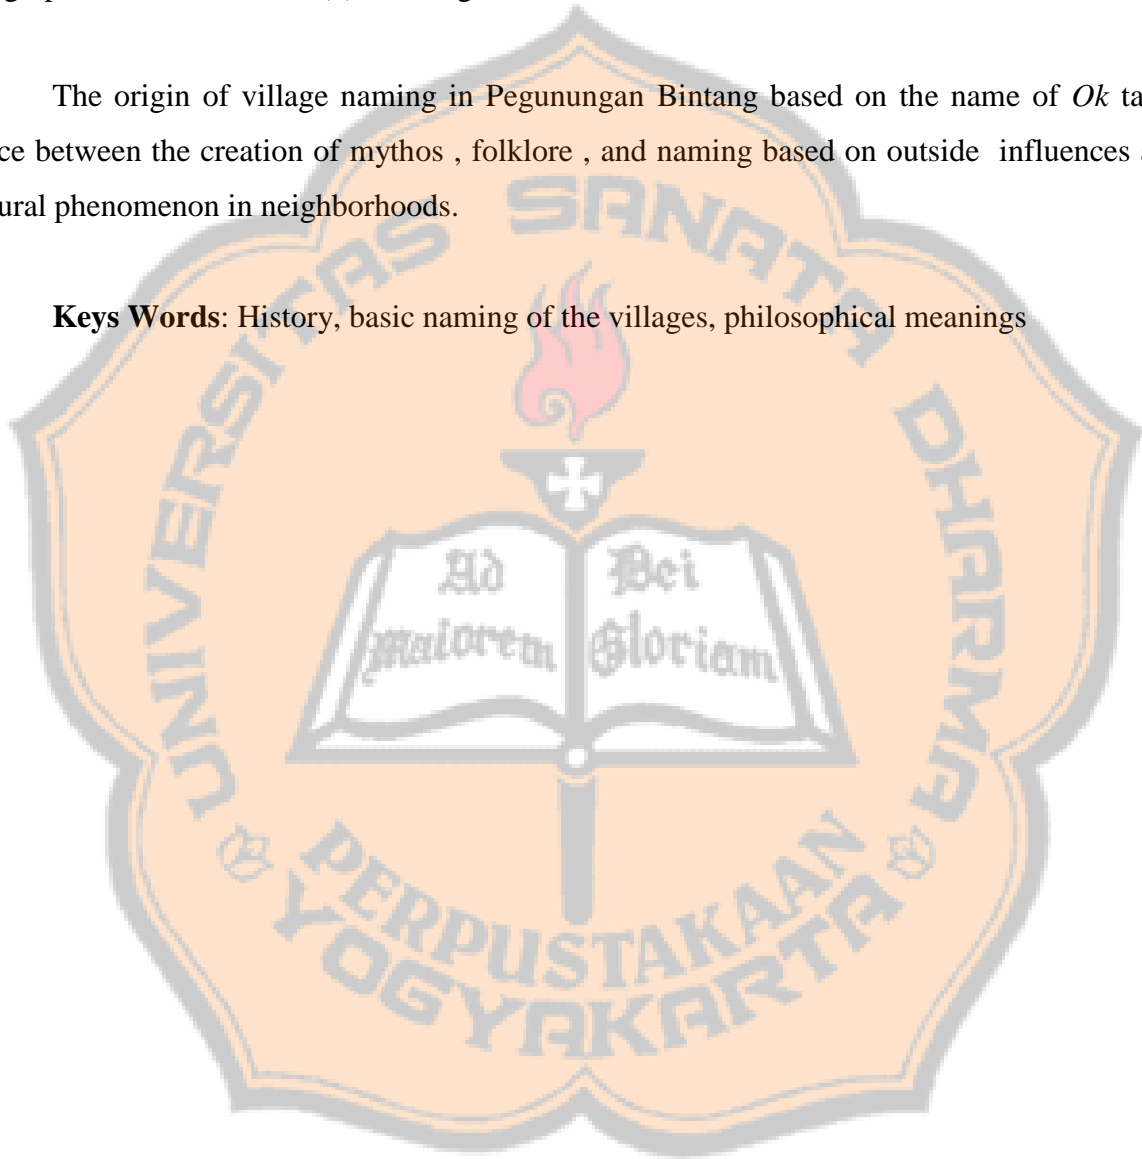 The origin of village naming in Pegunungan Bintang based on the name of Ok
between the creation of mythos , folklore , and naming based on outside influences
phenomenon in neighborhoods.
Keys Words: History, basic naming of the villages, philosophical meanings
UNIVERSITAS SANATA DHARMA
Ad Dei
Maiorem Gloriam
PERPUSTAKAAN
YOGYAKARTA